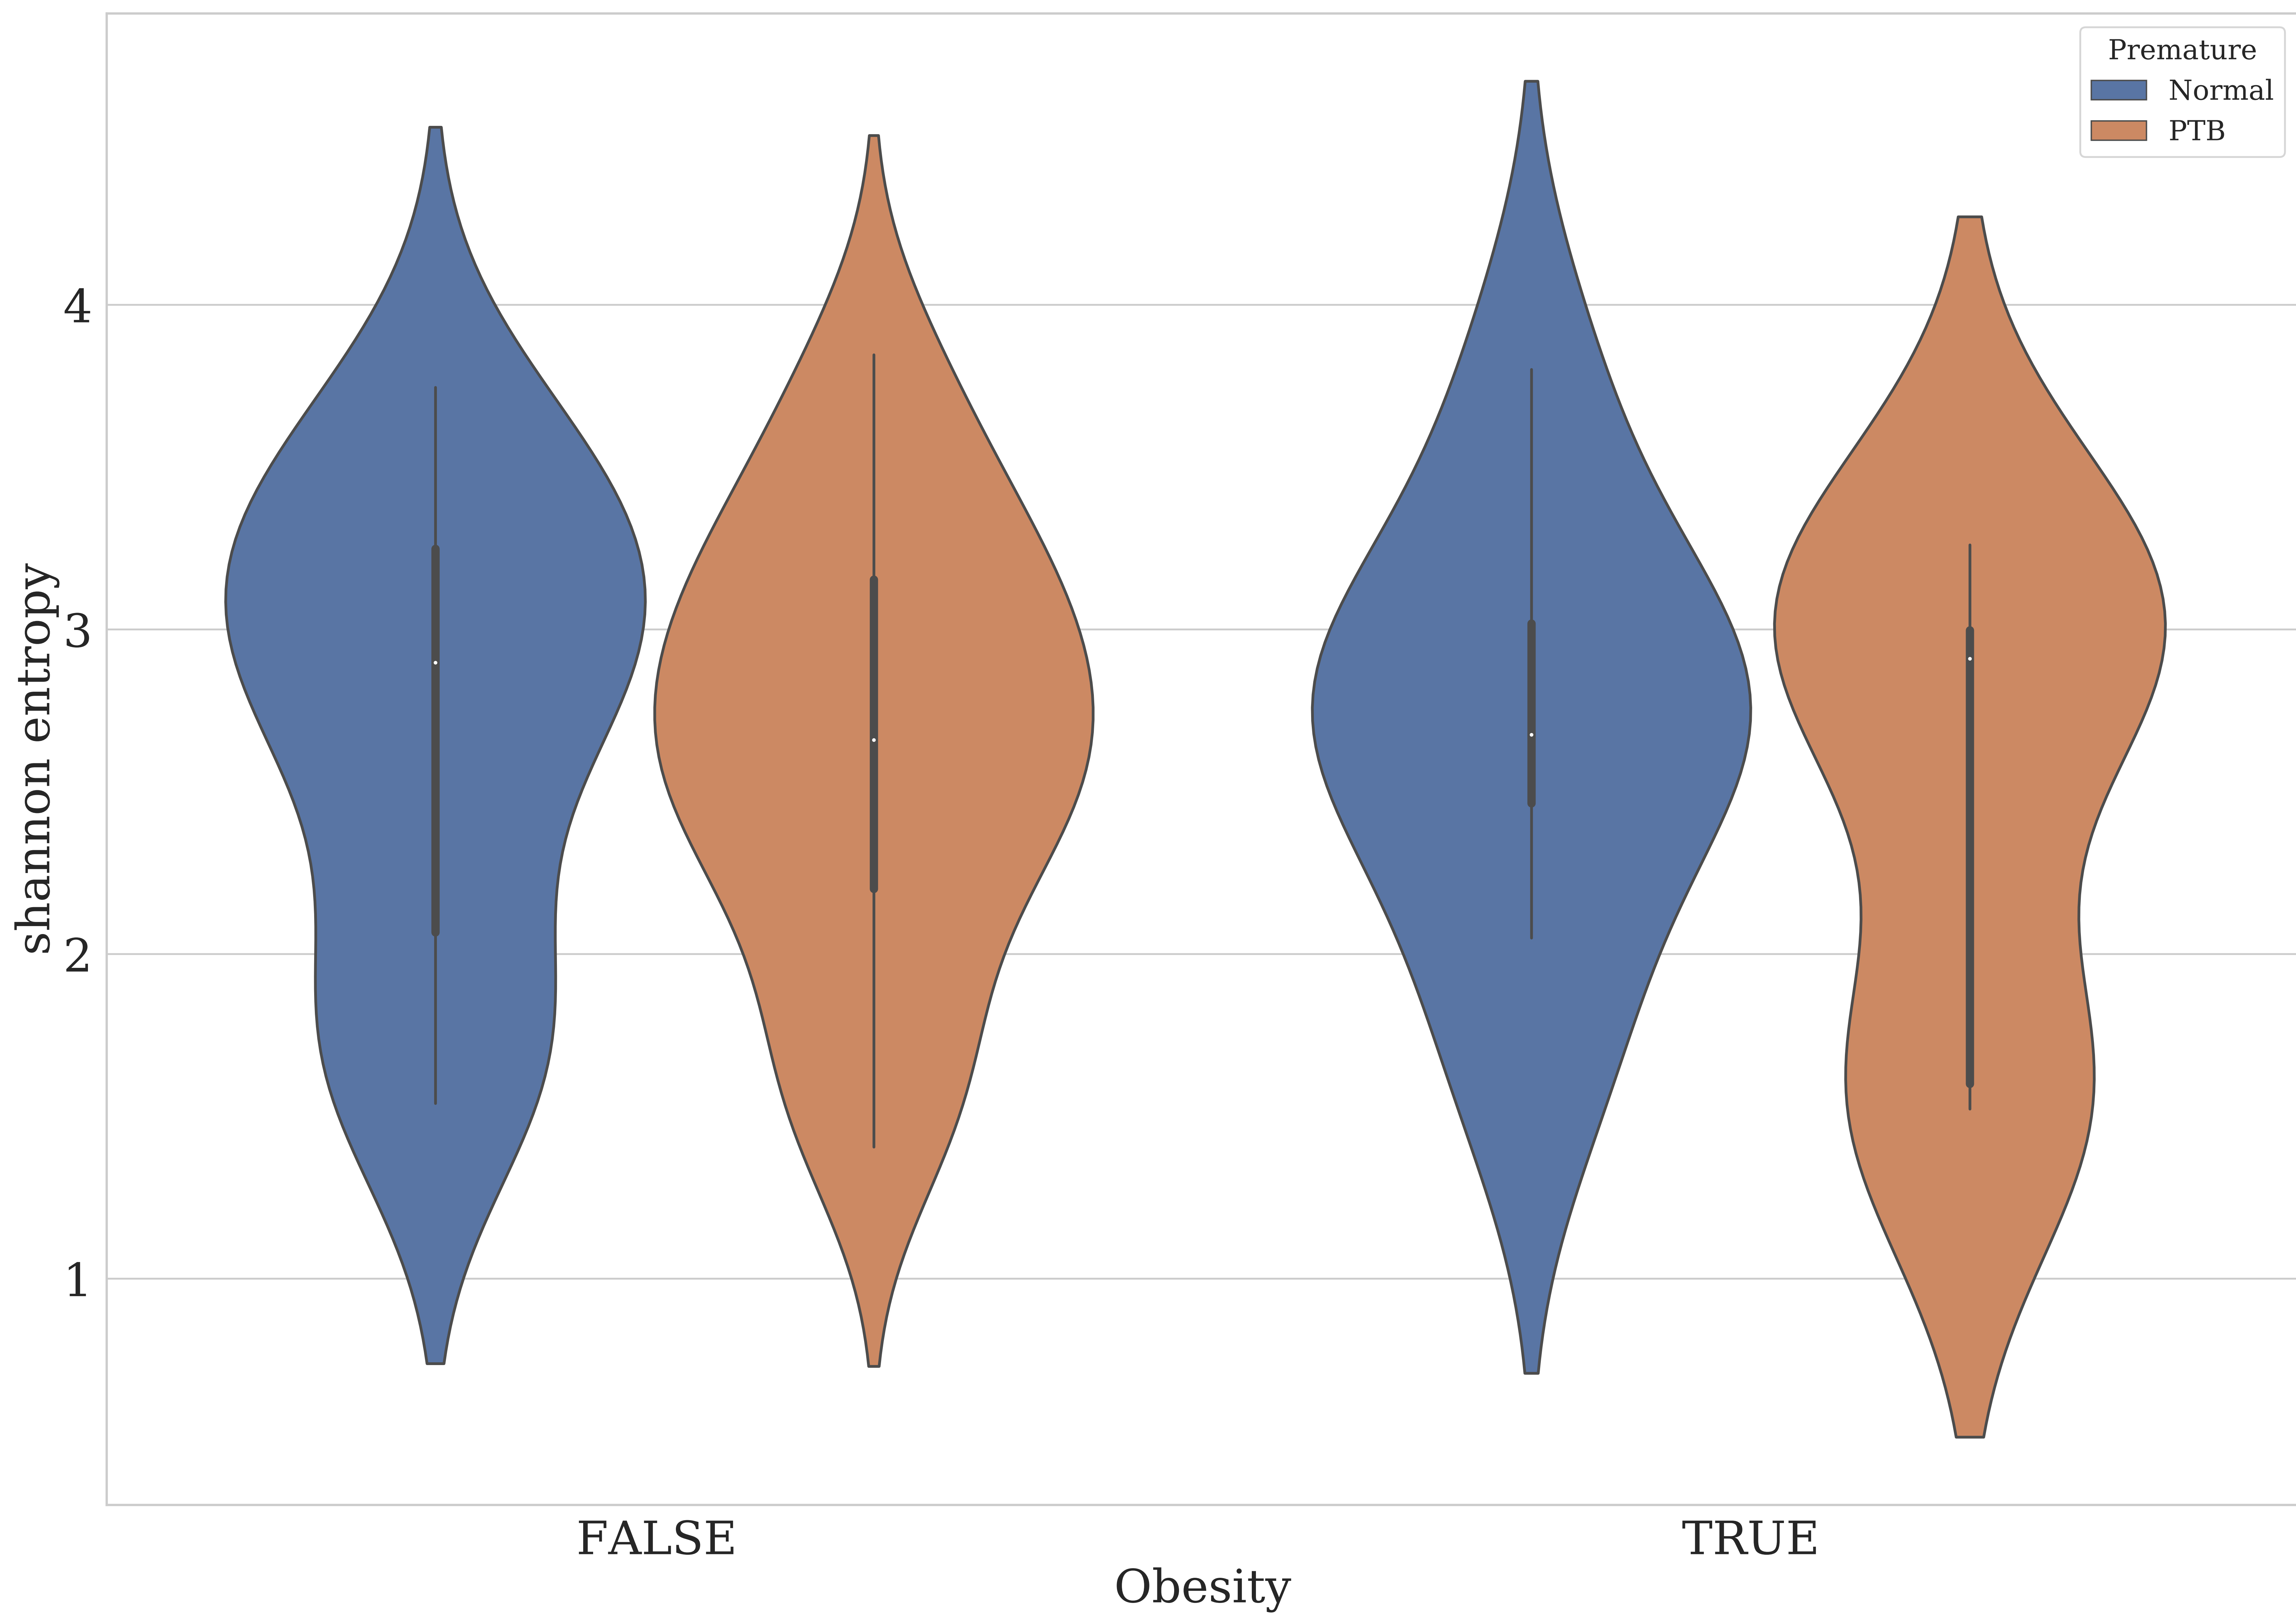 Premature
Normal
PTB
4
3
2
1
shannon entropy
FALSE
TRUE
Obesity